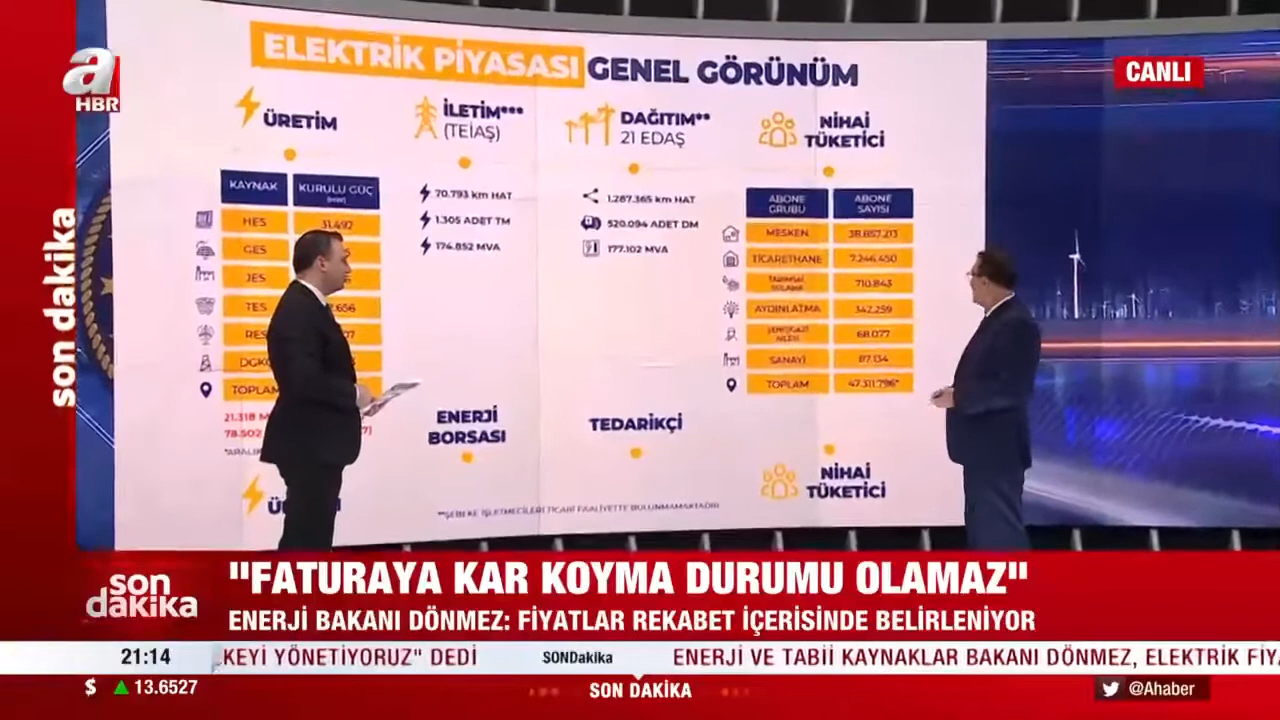 a
HBR
CANLI
son dakika
ELEKTRİK PİYASASI GENEL GÖRÜNÜM
ÜRETİM
İLETİM***
(TEİAŞ)
DAĞITIM**
21 EDAŞ
NİHAİ
TÜKETİCİ
KAYNAK
KURULU GÜÇ
(MW)
HES
31.492
GES
JES
TES
RES
DGKÇ
TOPLAM
21.318
78.502
70.793 km HAT
1.305 ADET TM
174.852 MVA
1.287.365 km HAT
520.094 ADET DM
177.102 MVA
ABONE
GRUBU
ABONE
SAYISI
MESKEN
38.857.213
TİCARETHANE
7.246.450
TARIMSAL
SULAMA
710.843
AYDINLATMA
342.259
68.077
SANAYİ
87.134
TOPLAM
47.311.796*
ENERJİ
BORSASI
TEDARİKÇİ
NİHAİ
TÜKETİCİ
**ŞEBEKE İŞLETMECİLERİ TİCARİ FAALİYETTE BULUNMAMAKTADIR
son
dakika
"FATURAYA KAR KOYMA DURUMU OLAMAZ"
ENERJİ BAKANI DÖNMEZ: FİYATLAR REKABET İÇERİSİNDE BELİRLENİYOR
21:14
KEYİ YÖNETİYORUZ" DEDİ SONDakika ENERJİ VE TABİİ KAYNAKLAR BAKANI DÖNMEZ, ELEKTRİK FİYA
$ 13.6527
SON DAKİKA
@Ahaber